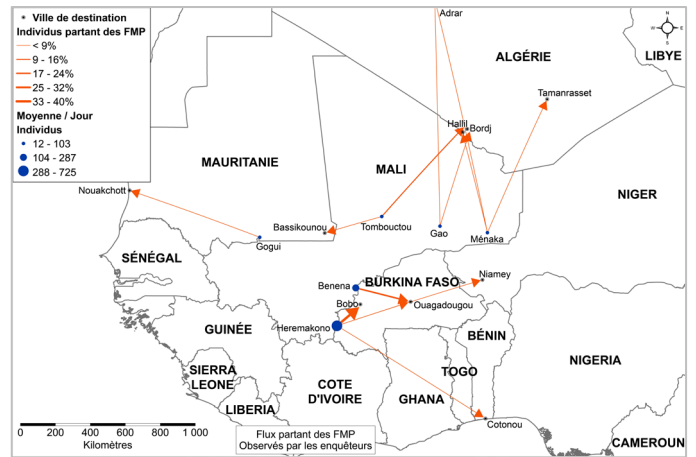 Ville de destination
Individus partant des FMP
< 9%
9 - 16%
17 - 24%
25 - 32%
33 - 40%
Moyenne / Jour
Individus
12 - 103
104 - 287
288 - 725
Adrar
N
W
E
S
ALGÉRIE
LIBYE
Tamanrasset
Hallil
Bordj
MAURITANIE
MALI
Nouakchott
NIGER
Bassikounou
Tombouctou
Gogui
Gao
Ménaka
SÉNÉGAL
Niamey
Benena
BURKINA FASO
Bobo
Ouagadougou
GUINÉE
Heremakono
BÉNIN
SIERRA
LEONE
NIGERIA
COTE
D'IVOIRE
TOGO
GHANA
LIBERIA
Cotonou
0
200
400
600
800
1 000
Kilomètres
Flux partant des FMP
Observés par les enquêteurs
CAMEROUN